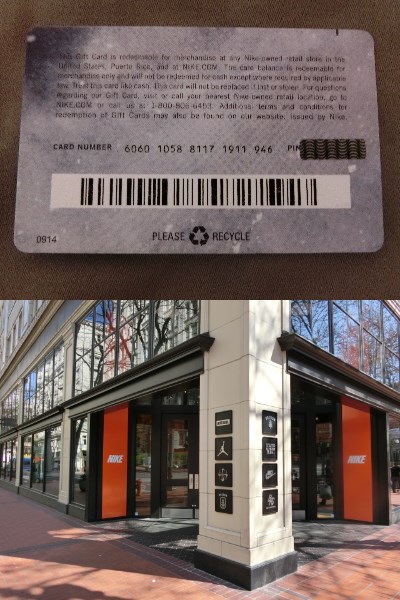 This Gift Card is redeemable for merchandise at any Nike-owned retail store in the
United States, Puerto Rico, and at NIKE.COM. The card balance is redeemable for
merchandise only and will not be redeemed for cash except where required by applicable
law. Treat this card like cash. This card will not be replaced if lost or stolen. For questions
regarding our Gift Card, visit or call your nearest Nike-owned retail location, go to
NIKE.COM or call us at 1-800-806-6453. Additional terms and conditions for
redemption of Gift Cards may also be found on our website. Issued by Nike.
CARD NUMBER 6060 1058 8117 1911 946 PIN
PLEASE RECYCLE
0914
NIKE
NIKE